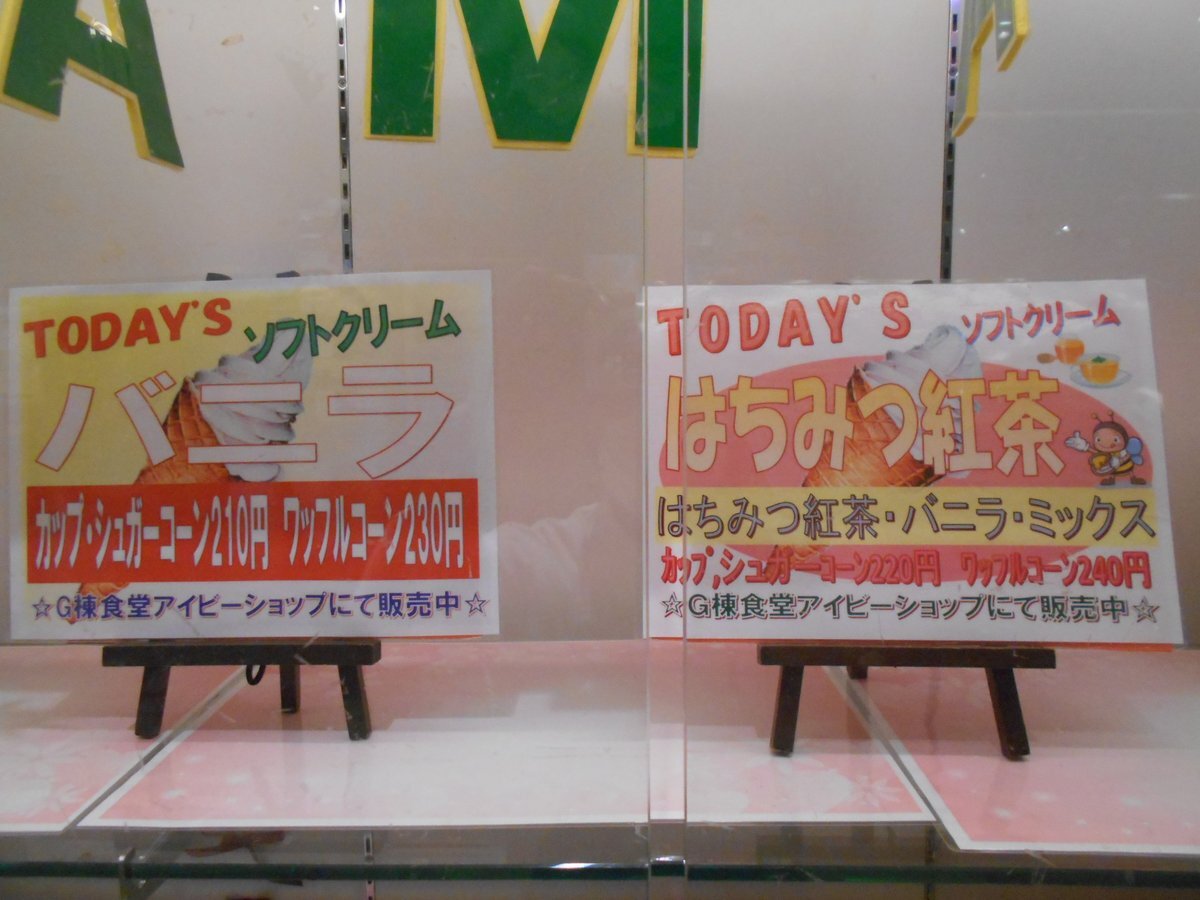 AM
TODAY'S ソフトクリーム
バニラ
カップ・シュガーコーン210円 ワッフルコーン230円
☆G棟食堂アイビーショップにて販売中☆
TODAY'S ソフトクリーム
はちみつ紅茶
はちみつ紅茶・バニラ・ミックス
カップ,シュガーコーン220円 ワッフルコーン240円
☆G棟食堂アイビーショップにて販売中☆